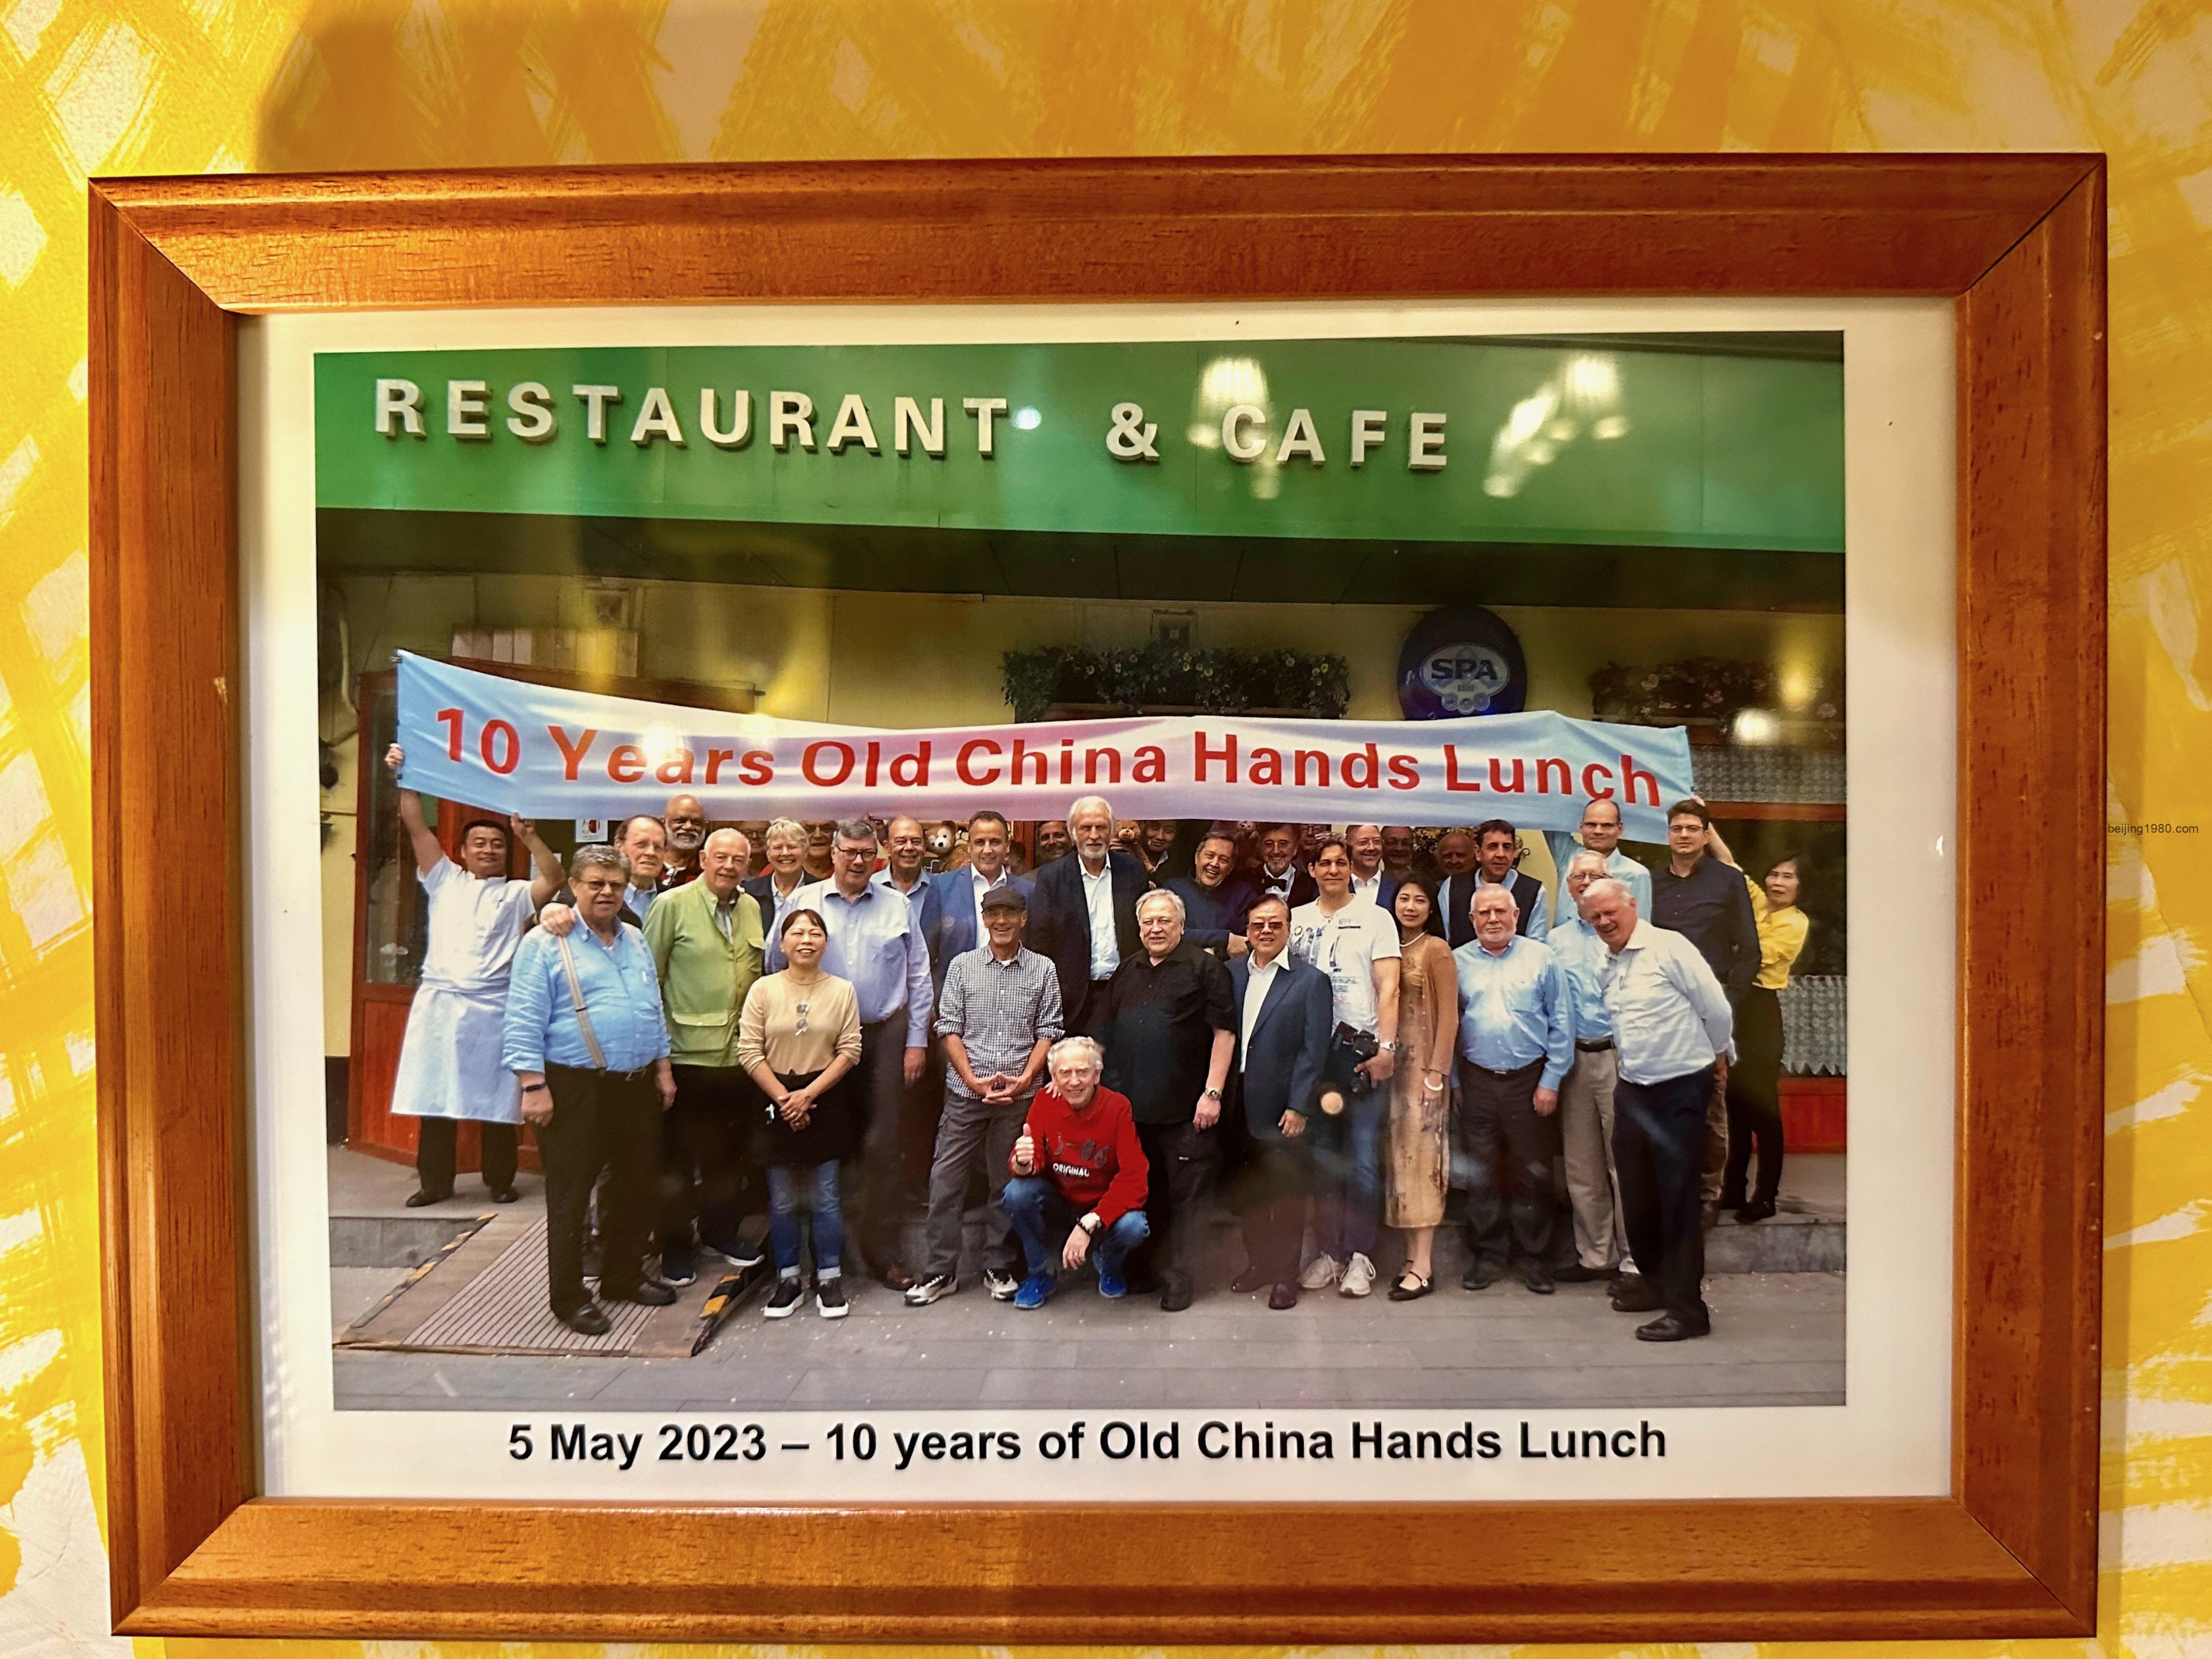 RESTAURANT & CAFE
SPA
10 Years Old China Hands Lunch
beijing1980.com
ORIGINAL
5 May 2023 – 10 years of Old China Hands Lunch